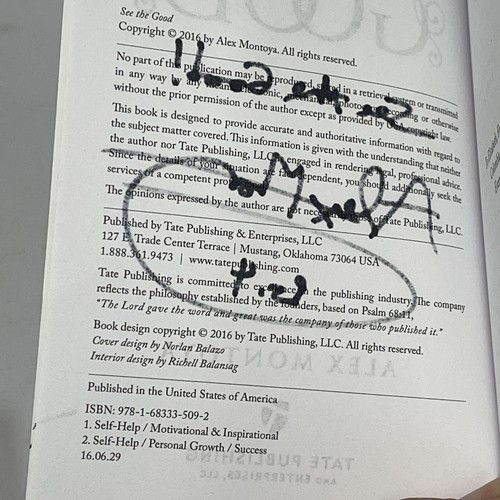 See the Good
Copyright © 2016 by Alex Montoya. All rights reserved.
No part of this publication may be reproduced, stored in a retrieval system or transmitted
in any way by any means, electronic, mechanical, photocopy, recording or otherwise
without the prior permission of the author except as provided by USA copyright law.
This book is designed to provide accurate and authoritative information with regard to
the subject matter covered. This information is given with the understanding that neither
the author nor Tate Publishing, LLC is engaged in rendering legal, professional advice.
Since the details of your situation are fact dependent, you should additionally seek the
services of a competent professional.
The opinions expressed by the author are not necessarily those of Tate Publishing, LLC.
Published by Tate Publishing & Enterprises, LLC
127 E. Trade Center Terrace | Mustang, Oklahoma 73064 USA
1.888.361.9473 | www.tatepublishing.com
Tate Publishing is committed to excellence in the publishing industry. The company
reflects the philosophy established by the founders, based on Psalm 68:11,
"The Lord gave the word and great was the company of those who published it."
Book design copyright © 2016 by Tate Publishing, LLC. All rights reserved.
Cover design by Norlan Balazo
Interior design by Richell Balansag
ALEX MONTOYA
Published in the United States of America
ISBN: 978-1-68333-509-2
1. Self-Help / Motivational & Inspirational
2. Self-Help / Personal Growth / Success
16.06.29
TATE PUBLISHING
AND ENTERPRISES, LLC